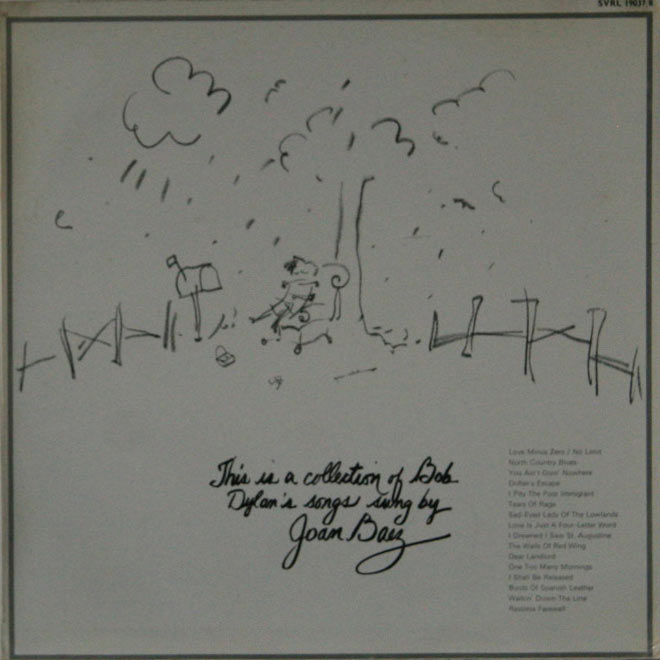 SVRL 19037 8
This is a collection of Bob
Dylan's songs sung by
Joan Baez
Love Minus Zero / No Limit
North Country Blues
You Ain't Goin' Nowhere
Drifter's Escape
I Pity The Poor Immigrant
Tears Of Rage
Sad-Eyed Lady Of The Lowlands
Love Is Just A Four-Letter Word
I Dreamed I Saw St. Augustine
The Walls Of Red Wing
Dear Landlord
One Too Many Mornings
I Shall Be Released
Boots Of Spanish Leather
Walkin' Down The Line
Restless Farewell